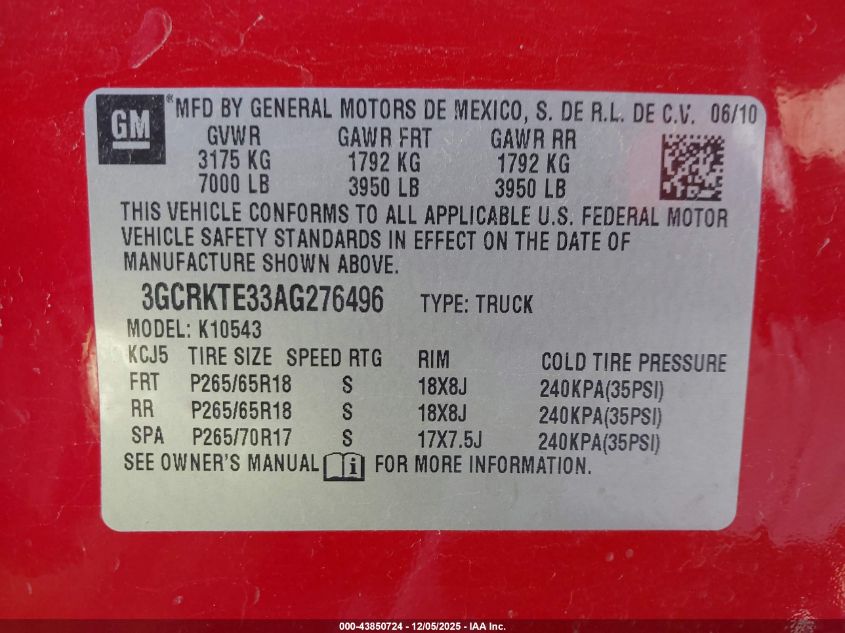 GM
®MFD BY GENERAL MOTORS DE MEXICO, S. DE R.L. DE C.V. 06/10
GVWR GAWR FRT GAWR RR
3175 KG 1792 KG 1792 KG
7000 LB 3950 LB 3950 LB
THIS VEHICLE CONFORMS TO ALL APPLICABLE U.S. FEDERAL MOTOR
VEHICLE SAFETY STANDARDS IN EFFECT ON THE DATE OF
MANUFACTURE SHOWN ABOVE.
3GCRKTE33AG276496 TYPE: TRUCK
MODEL: K10543
KCJ5 TIRE SIZE SPEED RTG RIM COLD TIRE PRESSURE
FRT P265/65R18 S 18X8J 240KPA(35PSI)
RR P265/65R18 S 18X8J 240KPA(35PSI)
SPA P265/70R17 S 17X7.5J 240KPA(35PSI)
SEE OWNER'S MANUAL i FOR MORE INFORMATION.
000-43850724 - 12/05/2025 - IAA Inc.